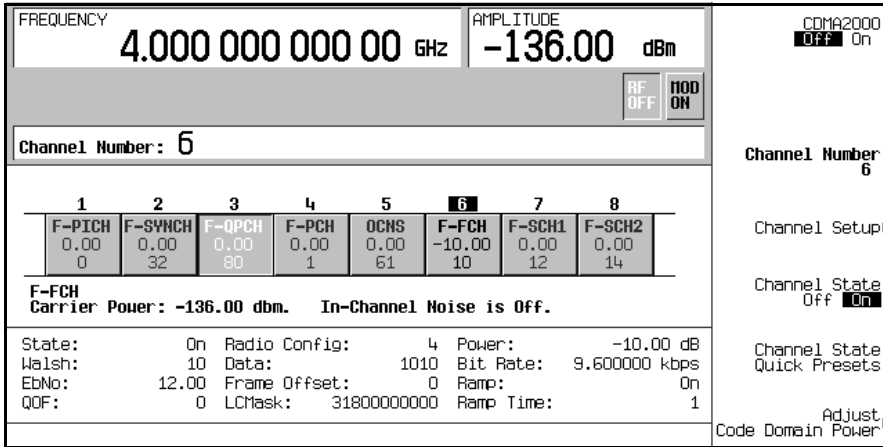 FREQUENCY
4.000 000 000 00 GHz
AMPLITUDE
-136.00 dBm
RF OFF
MOD ON
Channel Number: 6
1 2 3 4 5 6 7 8
F-PICH F-SYNCH F-QPCH F-PCH OCNS F-FCH F-SCH1 F-SCH2
0.00 0.00 0.00 0.00 0.00 -10.00 0.00 0.00
0 32 80 1 61 10 12 14
F-FCH
Carrier Power: -136.00 dbm. In-Channel Noise is Off.
State: On Radio Config: 4 Power: -10.00 dB
Walsh: 10 Data: 1010 Bit Rate: 9.600000 kbps
EbNo: 12.00 Frame Offset: 0 Ramp: On
QOF: 0 LCMask: 31800000000 Ramp Time: 1
CDMA2000
Off On
Channel Number
6
Channel Setup
Channel State
Off On
Channel State
Quick Presets
Adjust
Code Domain Power